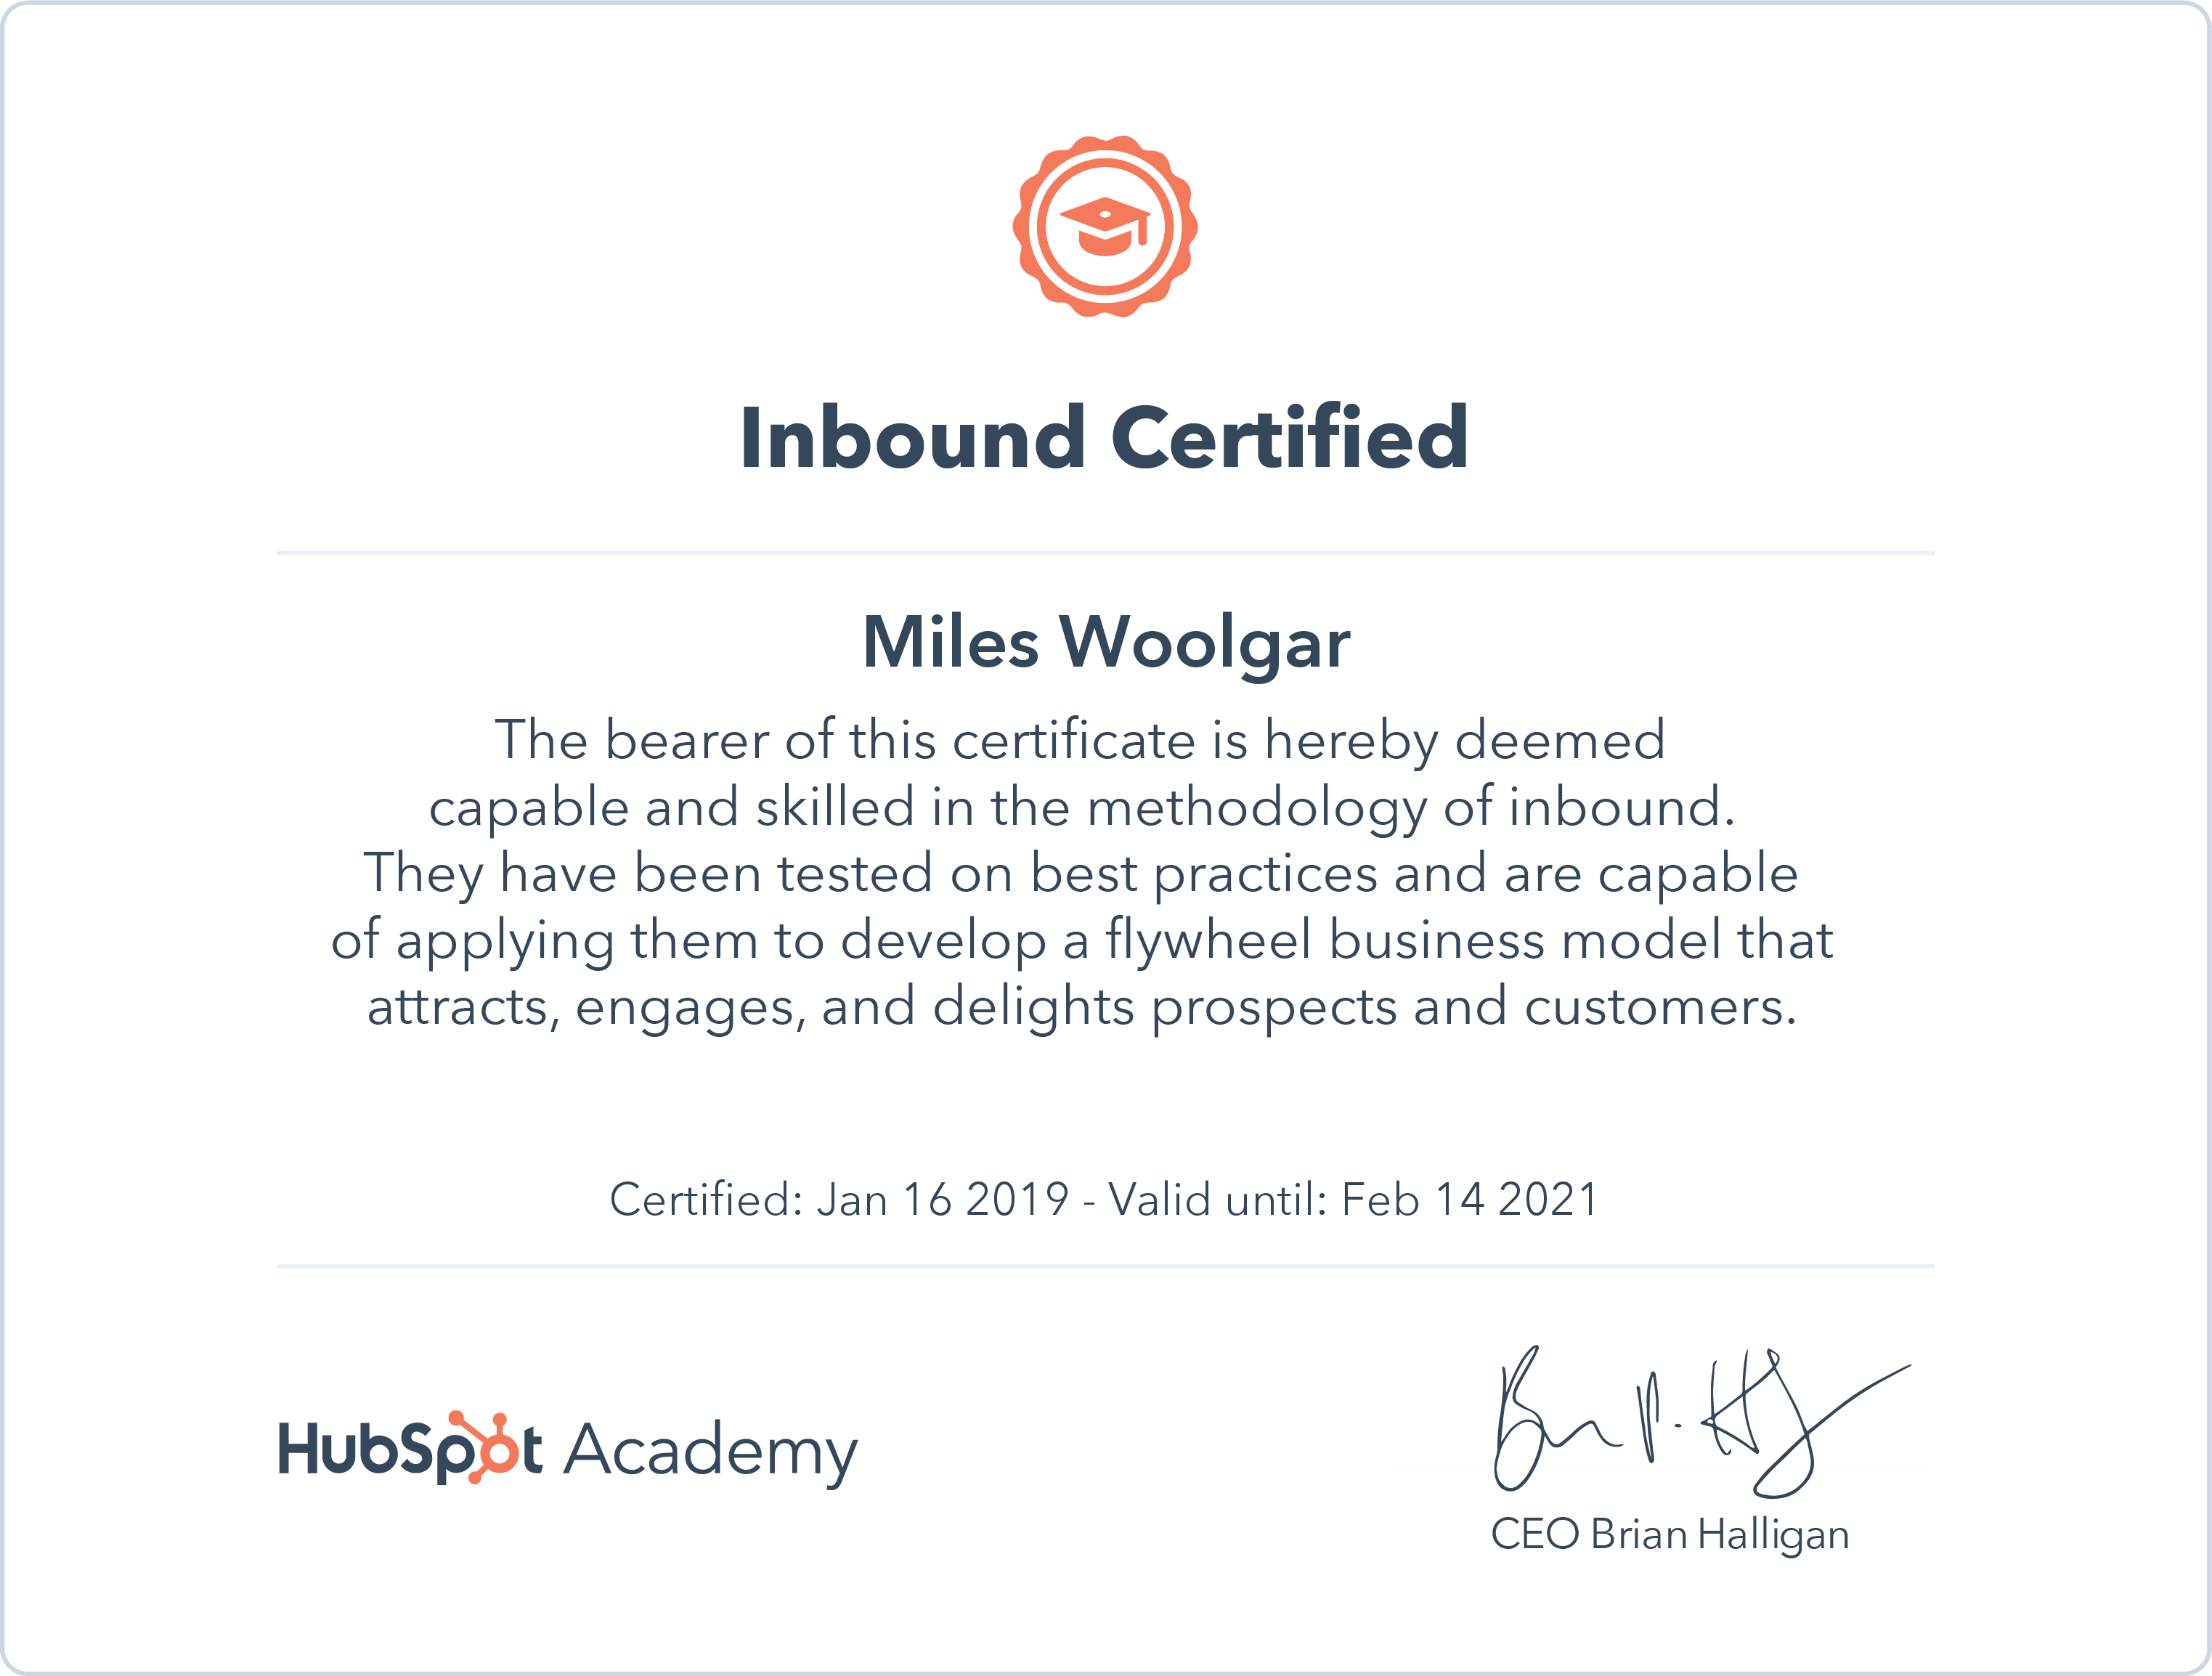 Inbound Certified
Miles Woolgar
The bearer of this certificate is hereby deemed
capable and skilled in the methodology of inbound.
They have been tested on best practices and are capable
of applying them to develop a flywheel business model that
attracts, engages, and delights prospects and customers.
Certified: Jan 16 2019 - Valid until: Feb 14 2021
HubSpot Academy
CEO Brian Halligan